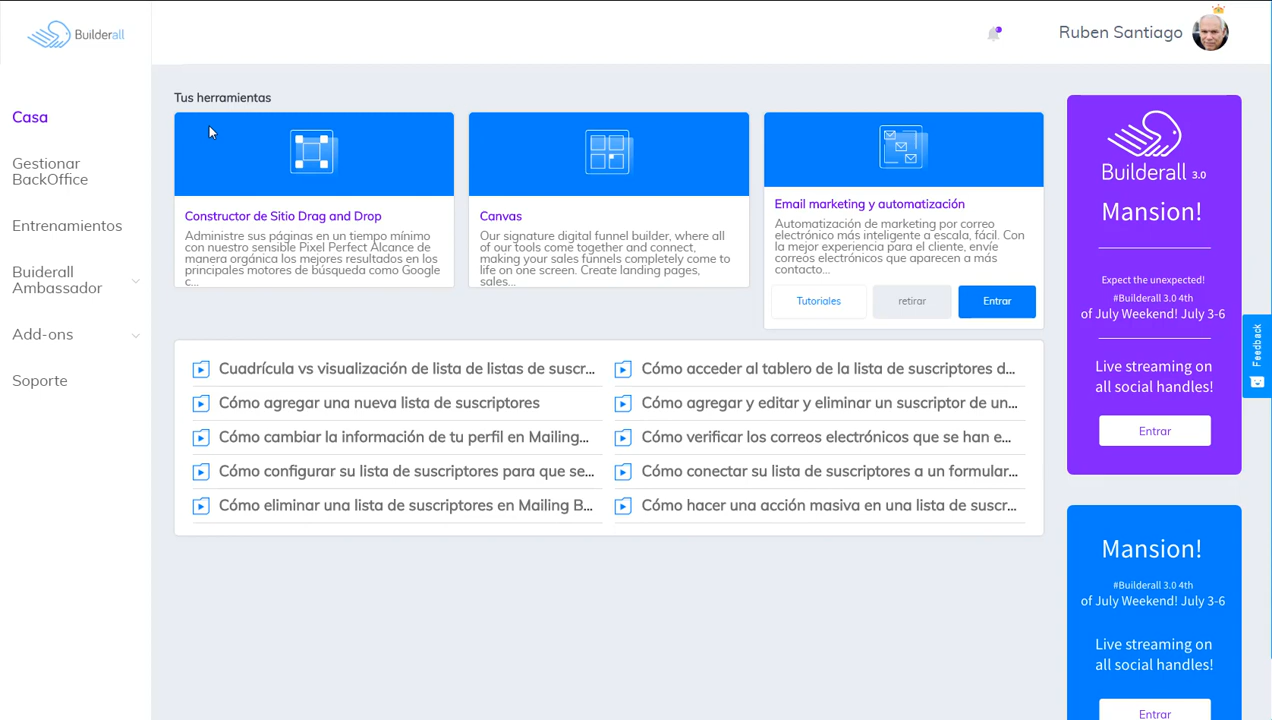 Builderall
Ruben Santiago
Casa
Gestionar
BackOffice
Entrenamientos
Buiderall
Ambassador
Add-ons
Soporte
Tus herramientas
Constructor de Sitio Drag and Drop
Administre sus páginas en un tiempo mínimo
con nuestro sensible Pixel Perfect Alcance de
manera orgánica los mejores resultados en los
principales motores de búsqueda como Google
c...
Canvas
Our signature digital funnel builder, where all
of our tools come together and connect,
making your sales funnels completely come to
life on one screen. Create landing pages,
sales...
Email marketing y automatización
Automatización de marketing por correo
electrónico más inteligente a escala, fácil. Con
la mejor experiencia para el cliente, envíe
correos electrónicos que aparecen a más
contacto...
Tutoriales
retirar
Entrar
Cuadrícula vs visualización de lista de listas de suscr...
Cómo acceder al tablero de la lista de suscriptores d...
Cómo agregar una nueva lista de suscriptores
Cómo agregar y editar y eliminar un suscriptor de un...
Cómo cambiar la información de tu perfil en Mailing...
Cómo verificar los correos electrónicos que se han e...
Cómo configurar su lista de suscriptores para que se...
Cómo conectar su lista de suscriptores a un formular...
Cómo eliminar una lista de suscriptores en Mailing B...
Cómo hacer una acción masiva en una lista de suscr...
Builderall 3.0
Mansion!
Expect the unexpected!
#Builderall 3.0 4th
of July Weekend! July 3-6
Live streaming on
all social handles!
Entrar
Feedback
Mansion!
#Builderall 3.0 4th
of July Weekend! July 3-6
Live streaming on
all social handles!
Entrar